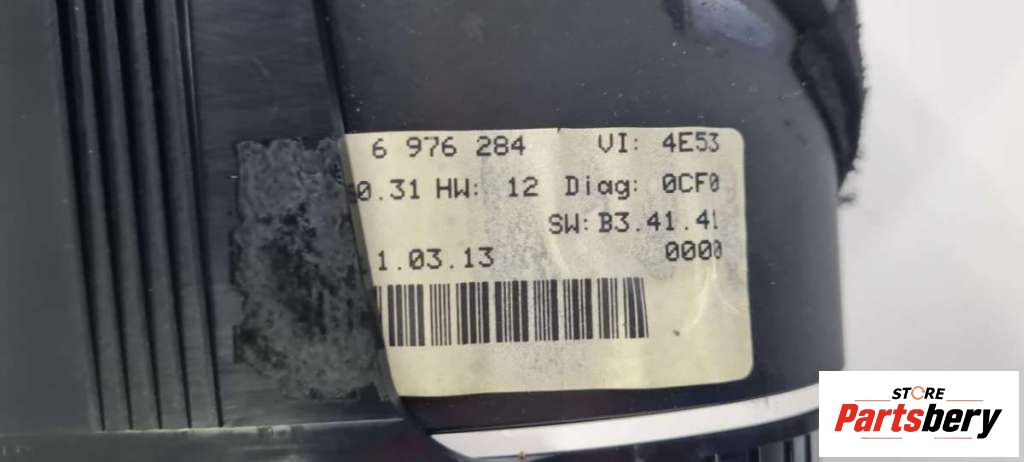 6 976 284 VI: 4E53
0.31 HW: 12 Diag: 0CF0
SW: B3.41.41
1.03.13 0000
STORE
Partsbery